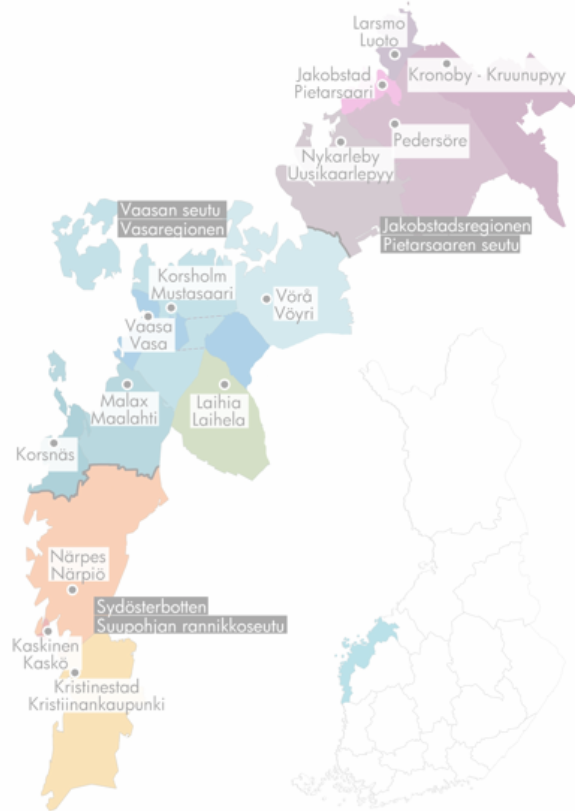 Larsmo
Luoto
Jakobstad
Pietarsaari
Kronoby - Kruunupyy
Pedersöre
Nykarleby
Uusikaarlepyy
Vaasan seutu
Vasaregionen
Jakobstadsregionen
Pietarsaaren seutu
Korsholm
Mustasaari
Vörå
Vöyri
Vaasa
Vasa
Malax
Maalahti
Laihia
Laihela
Korsnäs
Närpes
Närpiö
Sydösterbotten
Suupohjan rannikkoseutu
Kaskinen
Kaskö
Kristinestad
Kristiinankaupunki